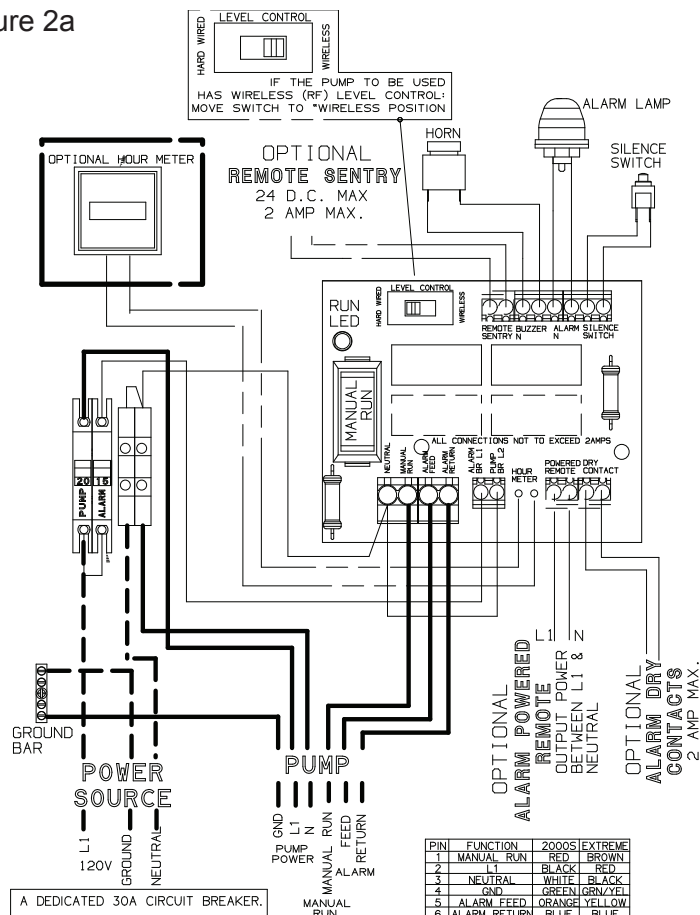 ure 2a
LEVEL CONTROL
HARD WIRED
WIRELESS
IF THE PUMP TO BE USED
HAS WIRELESS (RF) LEVEL CONTROL:
MOVE SWITCH TO "WIRELESS POSITION
ALARM LAMP
HORN
SILENCE
SWITCH
OPTIONAL HOUR METER
OPTIONAL
REMOTE SENTRY
24 D.C. MAX
2 AMP MAX.
RUN
LED
LEVEL CONTROL
HARD WIRED
WIRELESS
REMOTE BUZZER ALARM SILENCE
SENTRY N N SWITCH
MANUAL
RUN
ALL CONNECTIONS NOT TO EXCEED 2AMPS
NEUTRAL
MANUAL
RUN
ALARM
FEED
ALARM
RETURN
ALARM
BR L1
PUMP
BR L2
HOUR
METER
POWERED DRY
REMOTE CONTACT
20 15
PUMP
ALARM
L1 N
OPTIONAL
ALARM POWERED
REMOTE
OUTPUT POWER
BETWEEN L1 &
NEUTRAL
OPTIONAL
ALARM DRY
CONTACTS
2 AMP MAX.
GROUND
BAR
POWER
SOURCE
PUMP
L1
120V
GROUND
NEUTRAL
GND
L1
N
PUMP
POWER
MANUAL RUN
FEED
RETURN
ALARM
MANUAL
RUN
A DEDICATED 30A CIRCUIT BREAKER.
PIN FUNCTION 2000S EXTREME
1 MANUAL RUN RED BROWN
2 L1 BLACK RED
3 NEUTRAL WHITE BLACK
4 GND GREEN GRN/YEL
5 ALARM FEED ORANGE YELLOW
6 ALARM RETURN BLUE BLUE